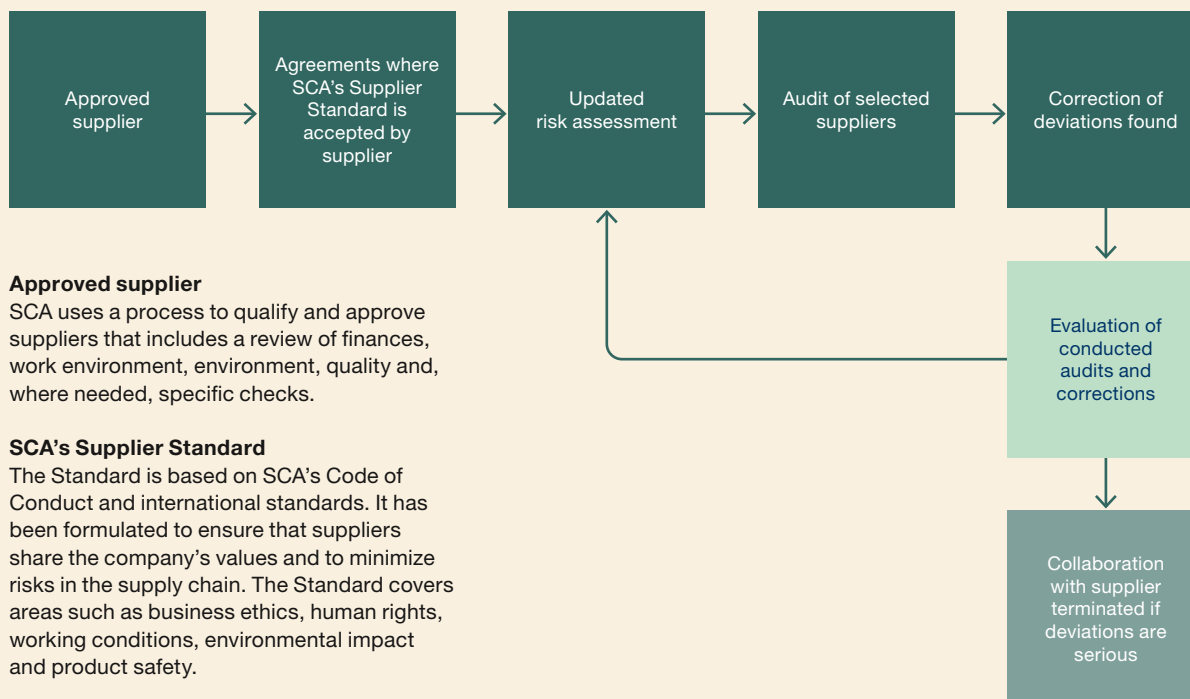 Approved
supplier
Agreements where
SCA's Supplier
Standard is
accepted by
supplier
Updated
risk assessment
Audit of selected
suppliers
Correction of
deviations found
Approved supplier
SCA uses a process to qualify and approve
suppliers that includes a review of finances,
work environment, environment, quality and,
where needed, specific checks.
SCA's Supplier Standard
The Standard is based on SCA's Code of
Conduct and international standards. It has
been formulated to ensure that suppliers
share the company's values and to minimize
risks in the supply chain. The Standard covers
areas such as business ethics, human rights,
working conditions, environmental impact
and product safety.
Evaluation of
conducted
audits and
corrections
Collaboration
with supplier
terminated if
deviations are
serious